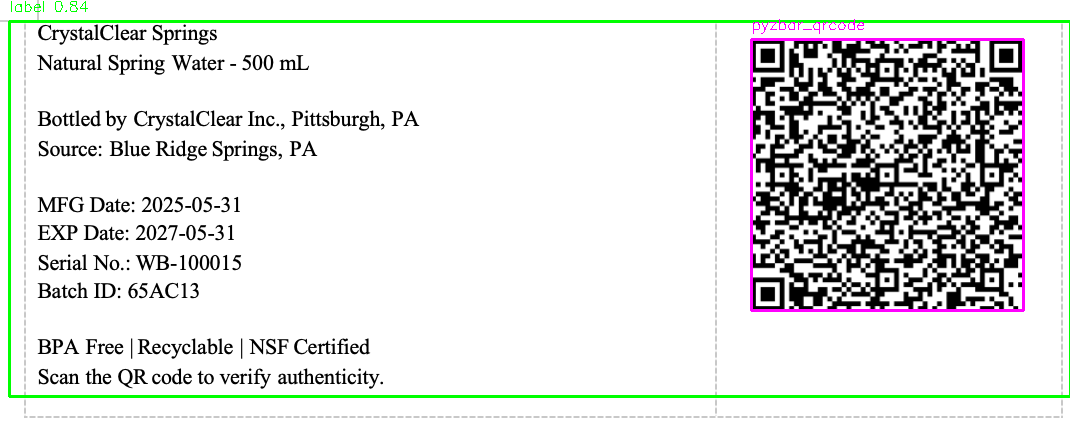 label 0.84
CrystalClear Springs
Natural Spring Water - 500 mL
Bottled by CrystalClear Inc., Pittsburgh, PA
Source: Blue Ridge Springs, PA
MFG Date: 2025-05-31
EXP Date: 2027-05-31
Serial No.: WB-100015
Batch ID: 65AC13
BPA Free | Recyclable | NSF Certified
Scan the QR code to verify authenticity.
pyzbar_qrcode